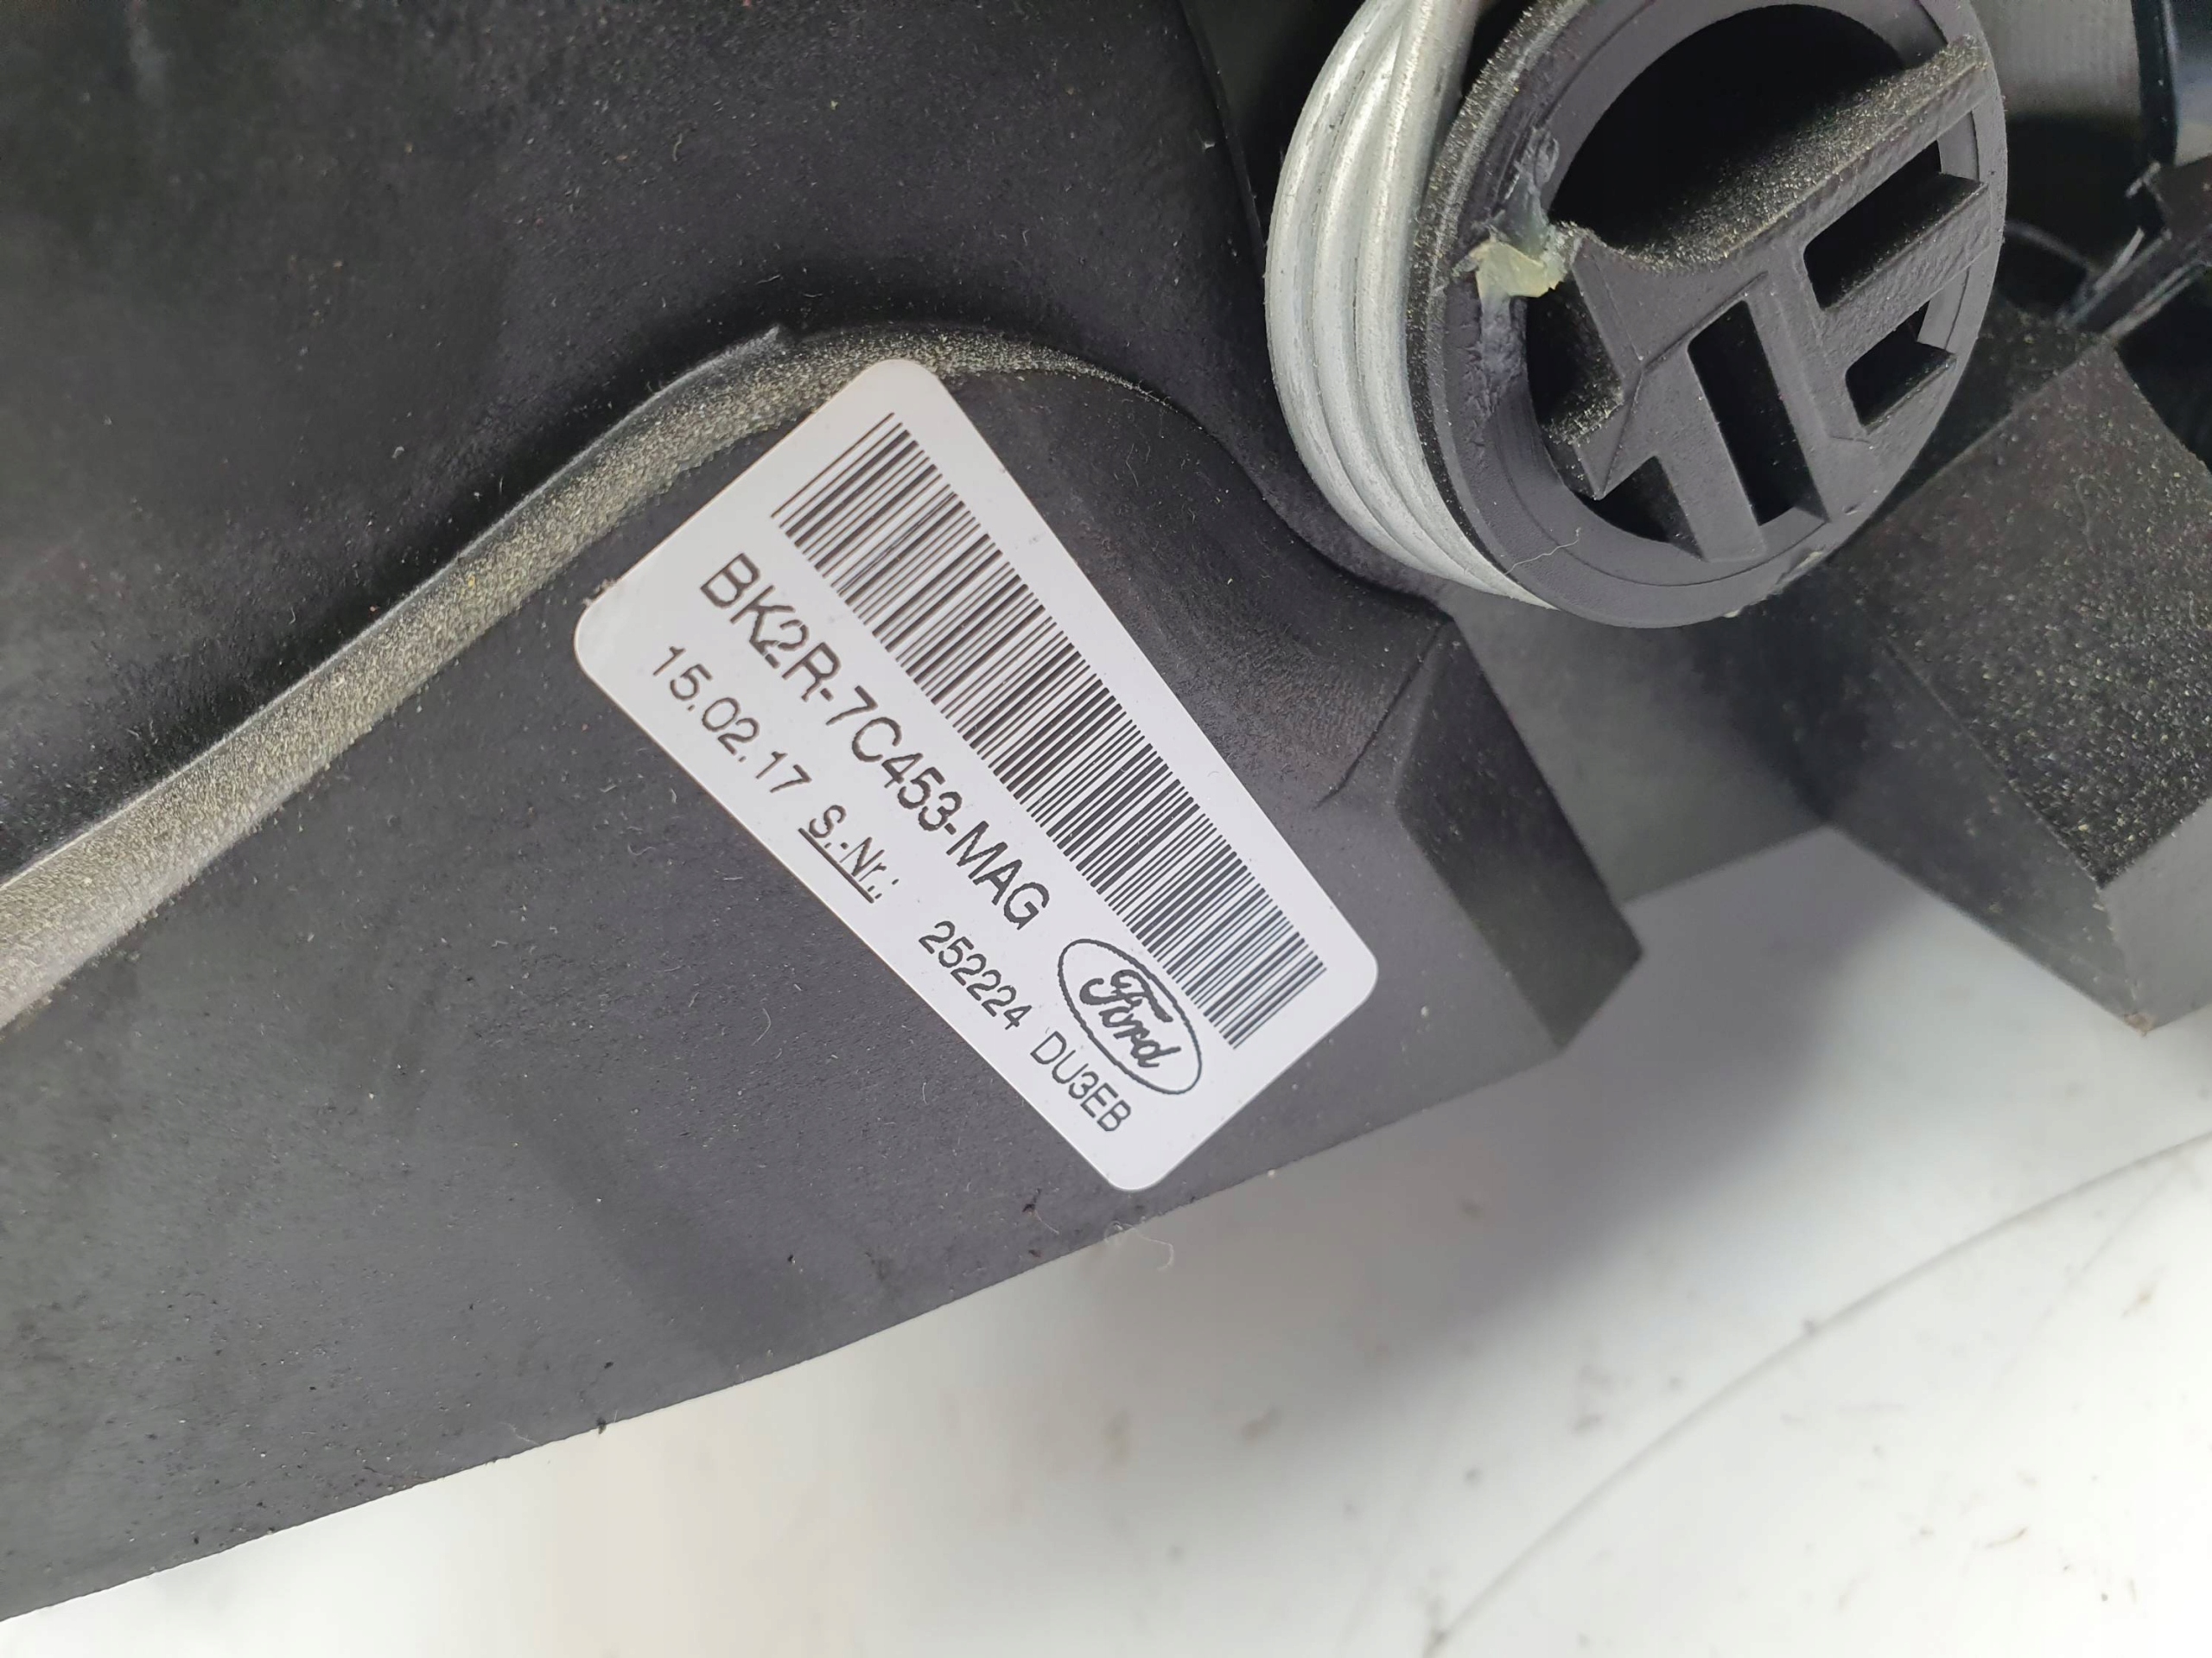 BK2R-7C453-MAG
Ford
15.02.17 S.-Nr.: 252224 DU3EB